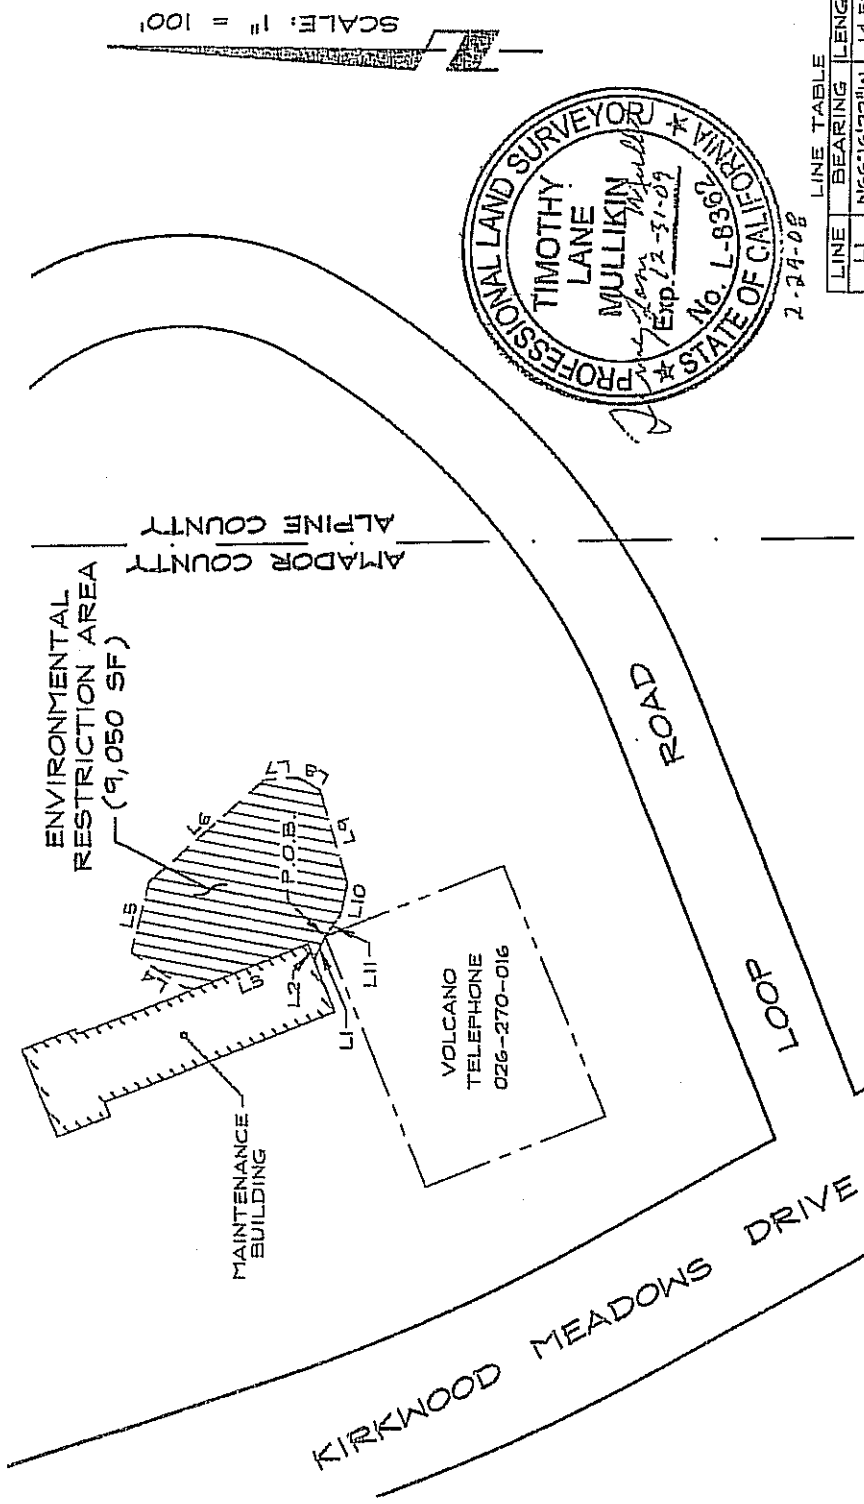 SCALE: 1" = 100'
PROFESSIONAL LAND SURVEYOR
TIMOTHY
LANE
MULLIKIN
Exp. 12-31-09
No. L-8362
STATE OF CALIFORNIA
2-29-08
LINE TABLE
LINE BEARING
L1
ALPINE COUNTY
AMADOR COUNTY
ENVIRONMENTAL
RESTRICTION AREA
(9,050 SF)
L5
L6
L7
L8
L4
L3
P.O.B.
L9
L10
L2
L11
L1
MAINTENANCE
BUILDING
VOLCANO
TELEPHONE
026-270-016
LOOP ROAD
KIRKWOOD MEADOWS DRIVE